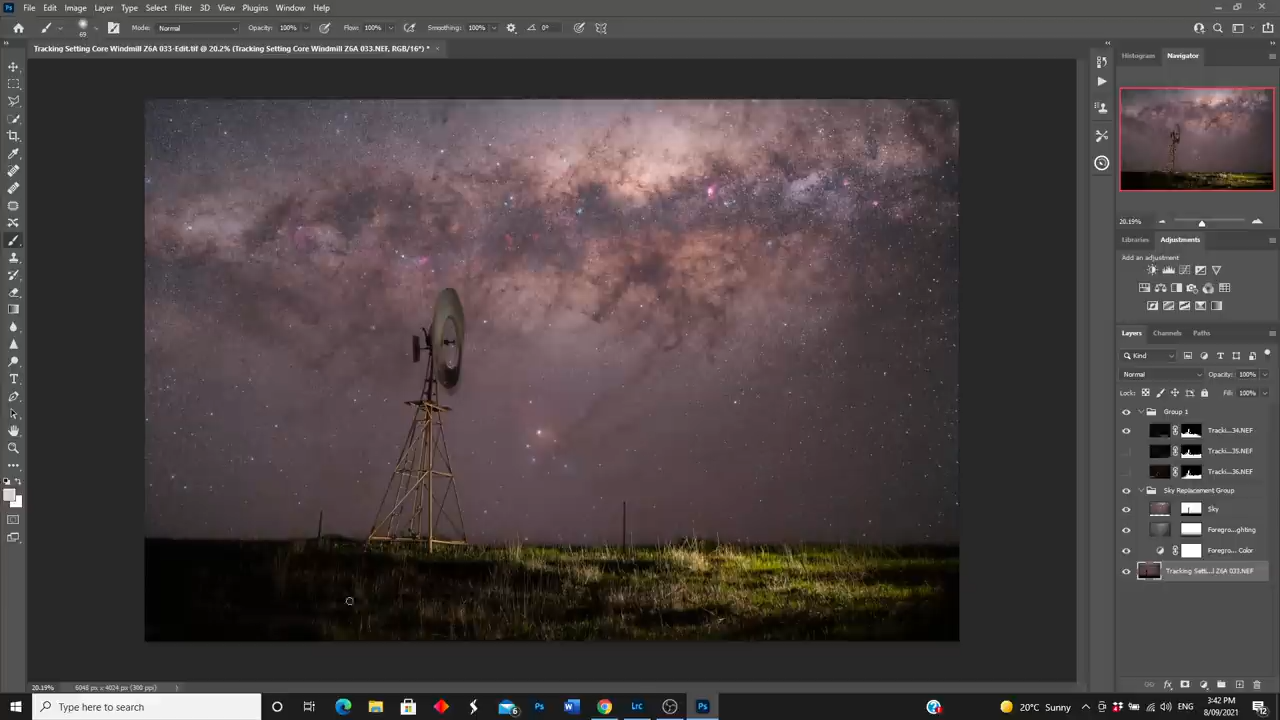 File Edit Image Layer Type Select Filter 3D View Plugins Window Help
65 Mode: Normal Opacity: 100% Flow: 100% Smoothing: 100% 0°
Tracking Setting Core Windmill Z6A 033-Edit.tif @ 20.2% (Tracking Setting Core Windmill Z6A 033.NEF, RGB/16*) *
Histogram Navigator
20.19%
Libraries Adjustments
Add an adjustment
Layers Channels Paths
Kind
Normal Opacity: 100%
Lock: Fill: 100%
Group 1
Tracki...34.NEF
Tracki...35.NEF
Tracki...36.NEF
Sky Replacement Group
Sky
Foregro...ghting
Foregro... Color
Tracking Setti...l Z6A 033.NEF
20.19% 6048 px x 4024 px (300 ppi)
Type here to search
20°C Sunny ENG 3:42 PM
8/09/2021